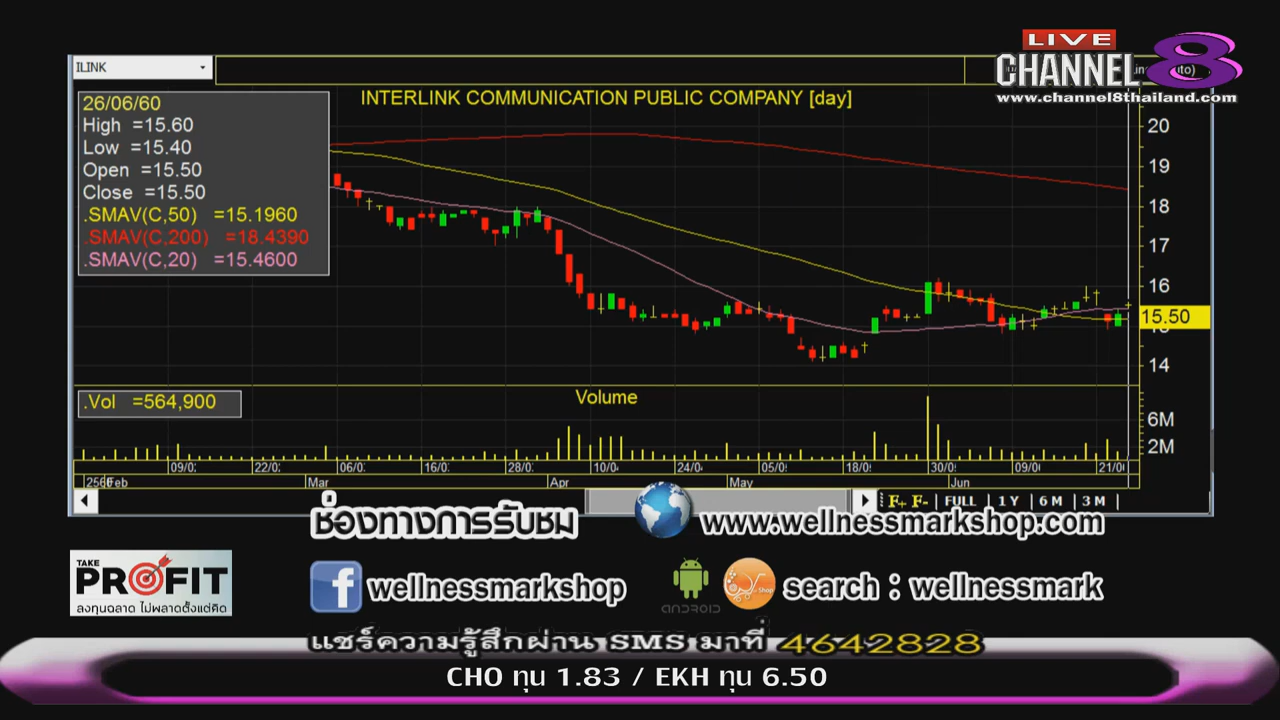 LIVE
CHANNEL 8
www.channel8thailand.com
ILINK
INTERLINK COMMUNICATION PUBLIC COMPANY [day]
26/06/60
High =15.60
Low =15.40
Open =15.50
Close =15.50
.SMAV(C,50) =15.1960
.SMAV(C,200) =18.4390
.SMAV(C,20) =15.4600
20
19
18
17
16
15.50
14
.Vol =564,900
Volume
6M
2M
09/0 22/0 06/0 16/0 28/0 10/0 24/0 05/0 18/0 30/0 09/0 21/0
Feb Mar Apr May Jun
F+ F- | FULL | 1 Y | 6 M | 3 M |
ช่องทางการรับชม
www.wellnessmarkshop.com
TAKE
PROFIT
ลงทุนฉลาด ไม่พลาดตั้งแต่คิด
wellnessmarkshop
ANDROID
Shop
search : wellnessmark
แชร์ความรู้สึกผ่าน SMS มาที่ 4642828
CHO ทุน 1.83 / EKH ทุน 6.50